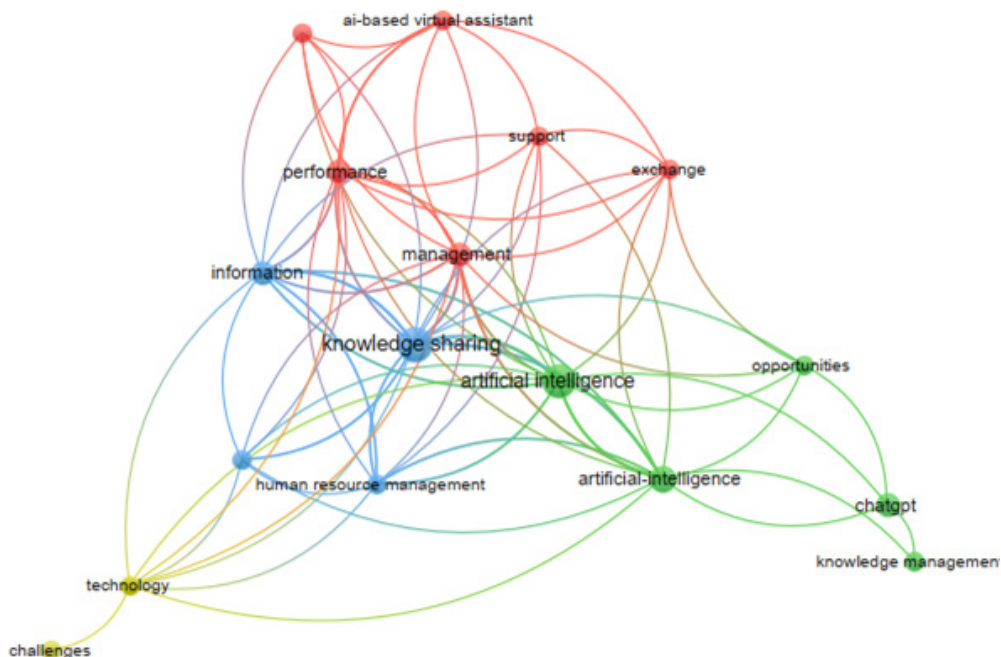 ai-based virtual assistant
support
performance
exchange
management
information
knowledge sharing
artificial intelligence
opportunities
artificial-intelligence
human resource management
chatgpt
knowledge management
technology
challenges